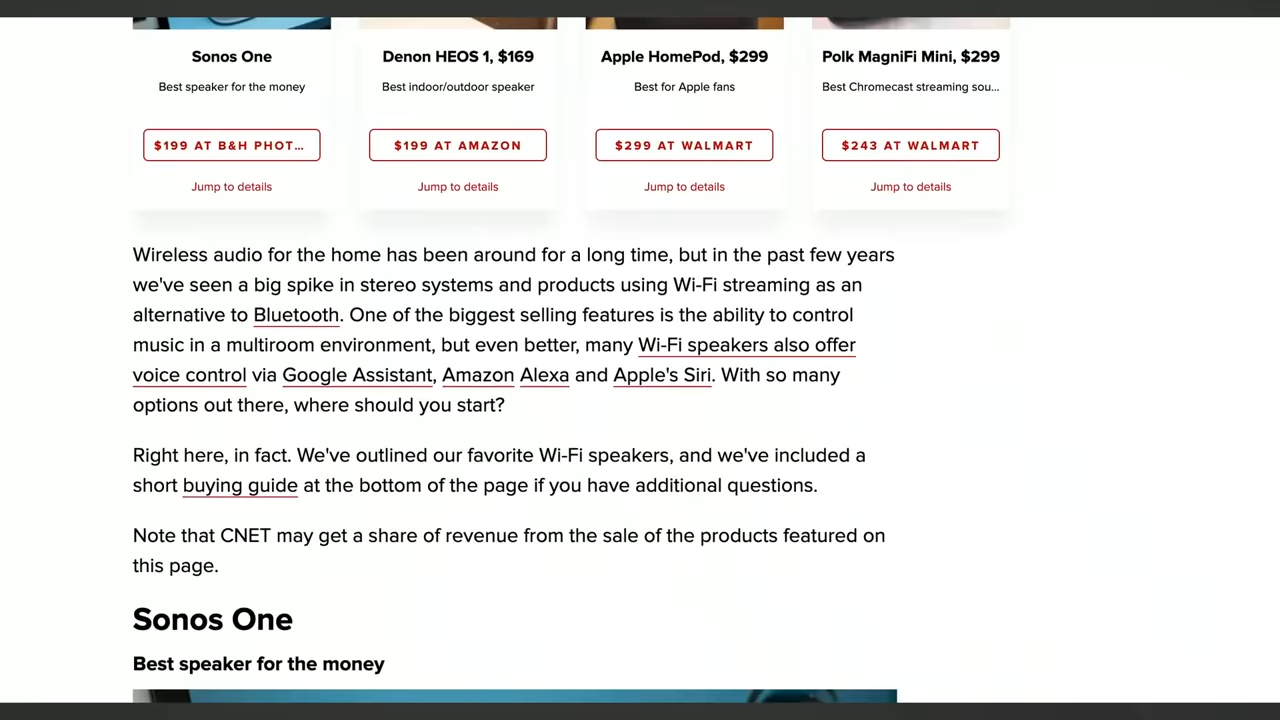 Sonos One
Denon HEOS 1, $169
Apple HomePod, $299
Polk MagniFi Mini, $299
Best speaker for the money
Best indoor/outdoor speaker
Best for Apple fans
Best Chromecast streaming sou...
$199 AT B&H PHOT...
$199 AT AMAZON
$299 AT WALMART
$243 AT WALMART
Jump to details
Jump to details
Jump to details
Jump to details
Wireless audio for the home has been around for a long time, but in the past few years
we've seen a big spike in stereo systems and products using Wi-Fi streaming as an
alternative to Bluetooth. One of the biggest selling features is the ability to control
music in a multiroom environment, but even better, many Wi-Fi speakers also offer
voice control via Google Assistant, Amazon Alexa and Apple's Siri. With so many
options out there, where should you start?
Right here, in fact. We've outlined our favorite Wi-Fi speakers, and we've included a
short buying guide at the bottom of the page if you have additional questions.
Note that CNET may get a share of revenue from the sale of the products featured on
this page.
Sonos One
Best speaker for the money